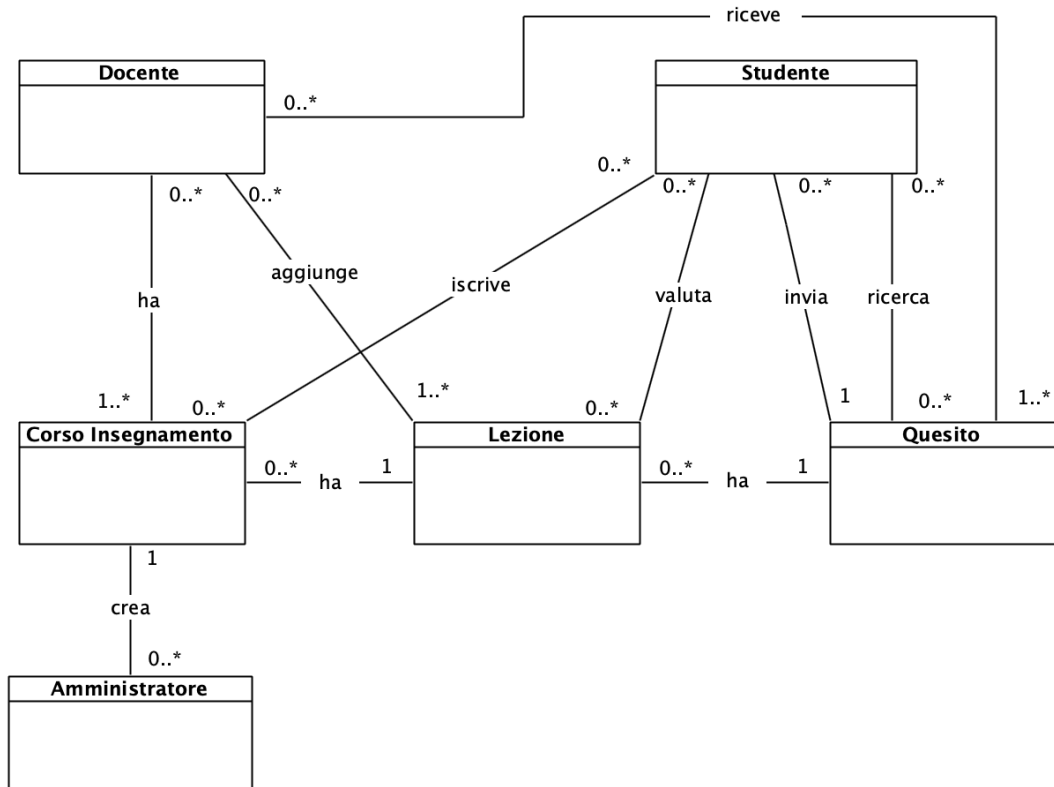 riceve
Docente
Studente
0..*
0..*
0..*
0..*
0..*
0..*
0..*
aggiunge
iscrive
ha
valuta
invia
ricerca
1..*
0..*
1..*
0..*
1
0..*
1..*
Corso Insegnamento
Lezione
Quesito
0..*
ha
1
0..*
ha
1
1
crea
0..*
Amministratore